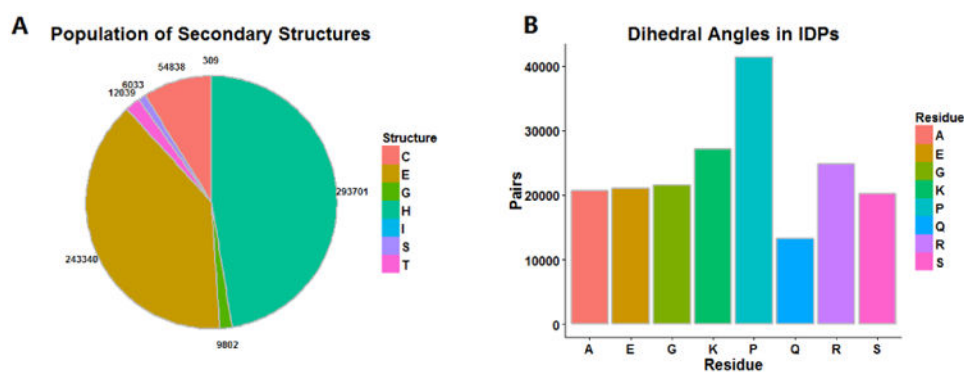 A
Population of Secondary Structures
309
54838
6033
12039
293701
243340
9802
Structure
C
E
G
H
I
S
T
B
Dihedral Angles in IDPs
40000
30000
20000
10000
0
Pairs
A E G K P Q R S
Residue
Residue
A
E
G
K
P
Q
R
S